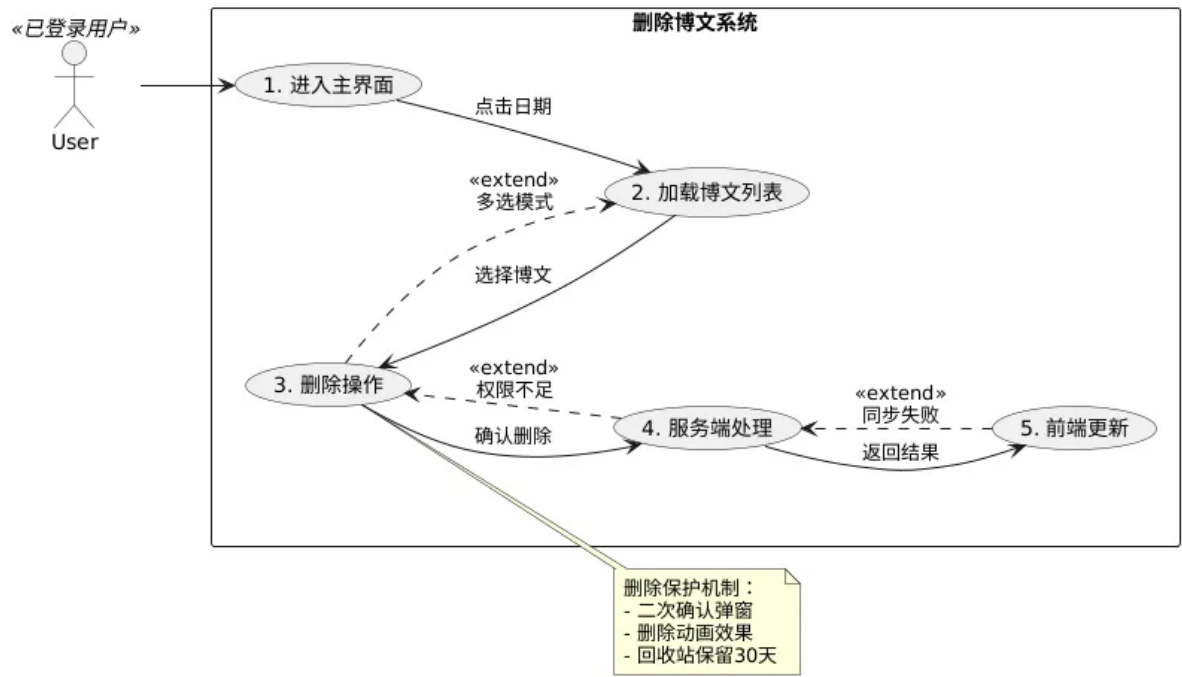 «已登录用户»
User
删除博文系统
1. 进入主界面
点击日期
«extend»
多选模式
2. 加载博文列表
选择博文
3. 删除操作
«extend»
权限不足
确认删除
4. 服务端处理
«extend»
同步失败
返回结果
5. 前端更新
删除保护机制：
- 二次确认弹窗
- 删除动画效果
- 回收站保留30天